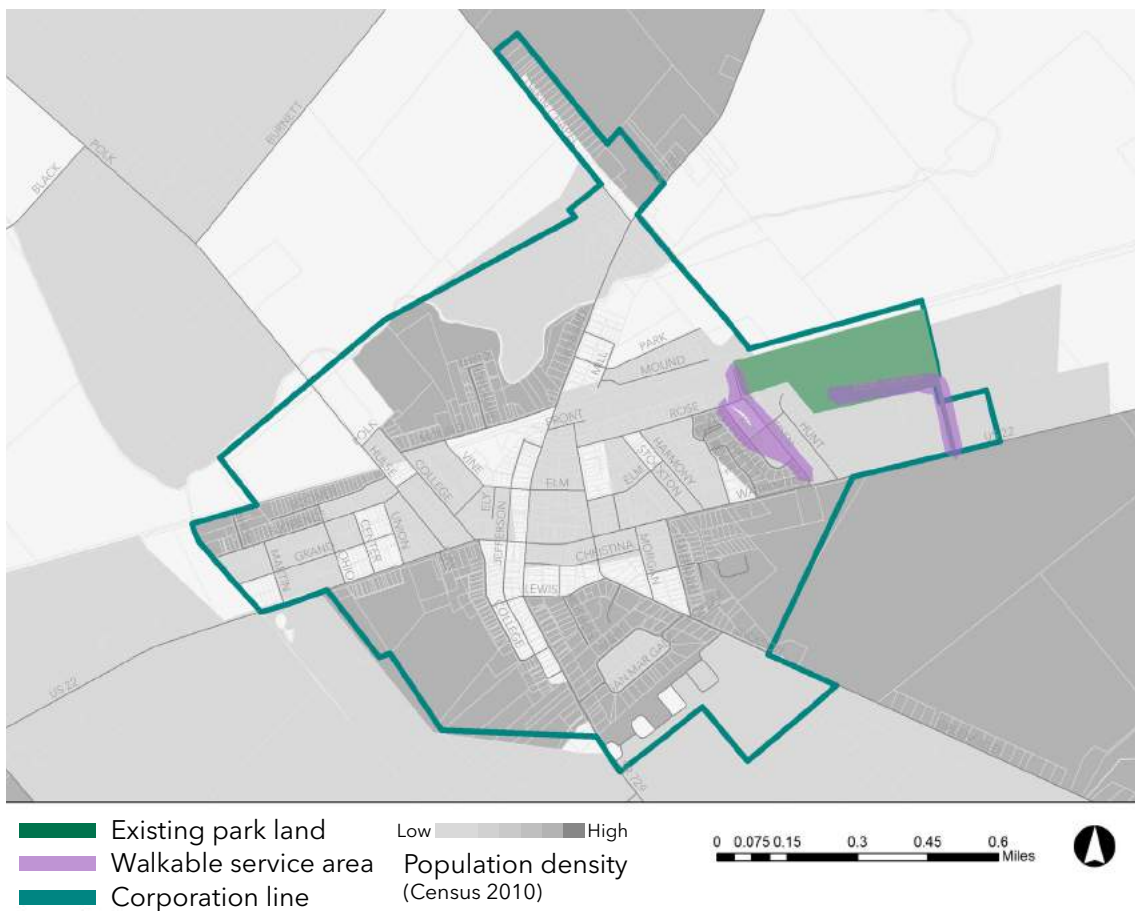 BURNETT
POLK
BLACK
PARK
MILL
MOUND
FRONT
ROSE
HUNT
US 22
HULSE
COLLEGE
VINE
ELM
ELY
HARMONY
STOCKTON
ELM
JEFFERSON
UNION
CENTER
GRAND
OHIO
MARTIN
CHRISTINA
MORGAN
LEWIS
COLLEGE
US 22
Existing park land
Walkable service area
Corporation line
Low High
Population density
(Census 2010)
0 0.075 0.15 0.3 0.45 0.6
Miles